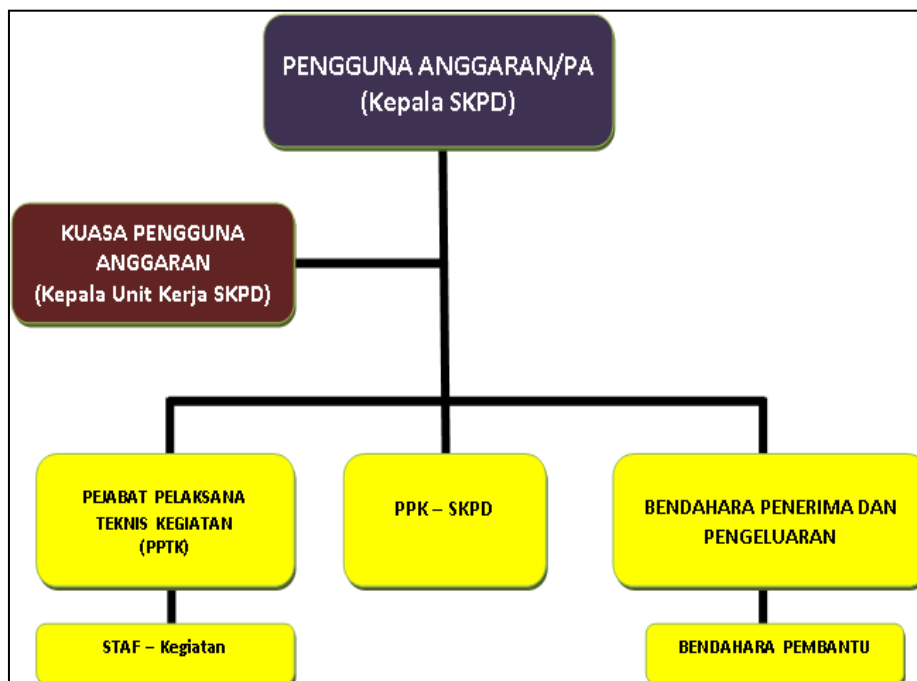 PENGGUNA ANGGARAN/PA
(Kepala SKPD)
KUASA PENGGUNA
ANGGARAN
(Kepala Unit Kerja SKPD)
PEJABAT PELAKSANA
TEKNIS KEGIATAN
(PPTK)
PPK – SKPD
BENDAHARA PENERIMA DAN
PENGELUARAN
STAF – Kegiatan
BENDAHARA PEMBANTU